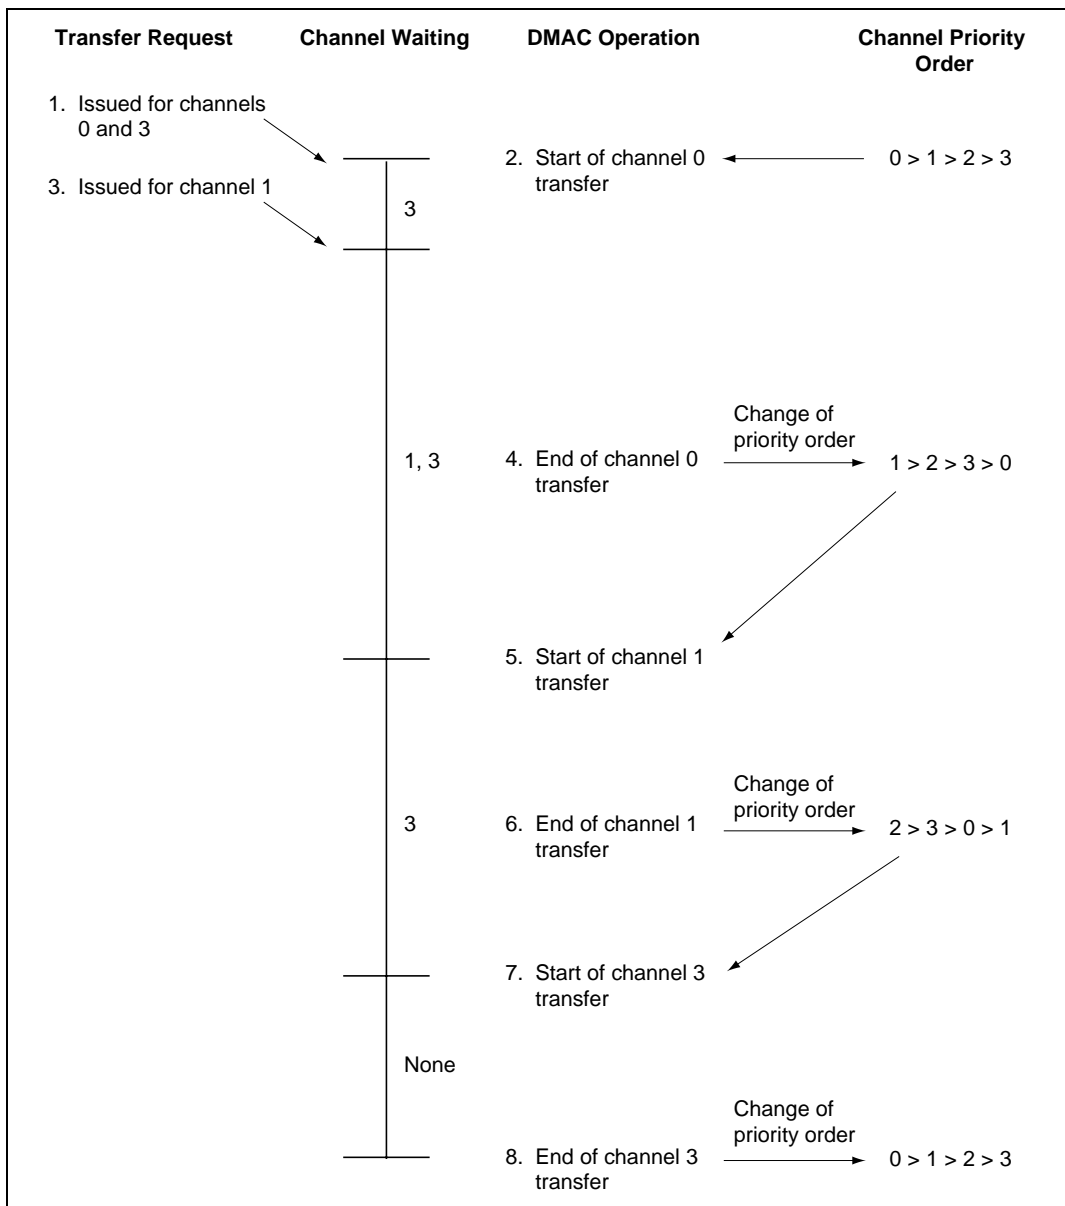 Transfer Request
Channel Waiting
DMAC Operation
Channel Priority
Order
1. Issued for channels
0 and 3
2. Start of channel 0
transfer
0 > 1 > 2 > 3
3. Issued for channel 1
3
1, 3
4. End of channel 0
transfer
Change of
priority order
1 > 2 > 3 > 0
5. Start of channel 1
transfer
3
6. End of channel 1
transfer
Change of
priority order
2 > 3 > 0 > 1
7. Start of channel 3
transfer
None
8. End of channel 3
transfer
Change of
priority order
0 > 1 > 2 > 3